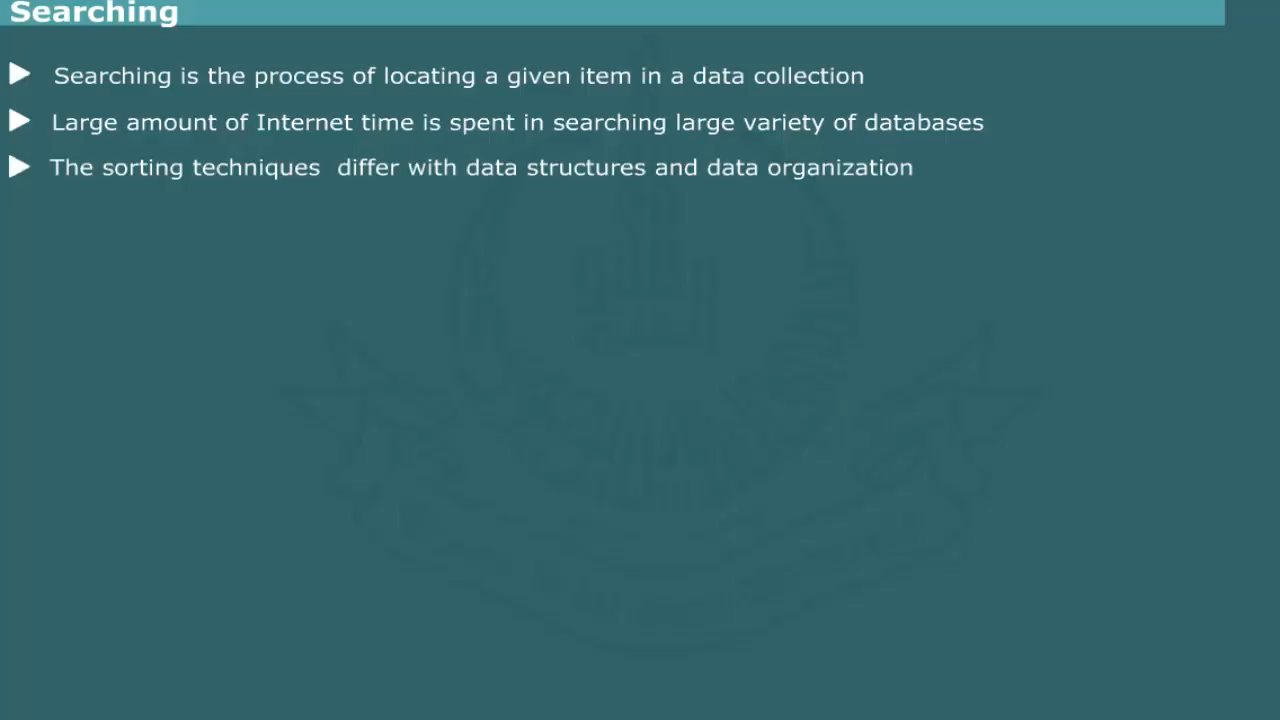 Searching
Searching is the process of locating a given item in a data collection
Large amount of Internet time is spent in searching large variety of databases
The sorting techniques  differ with data structures and data organization